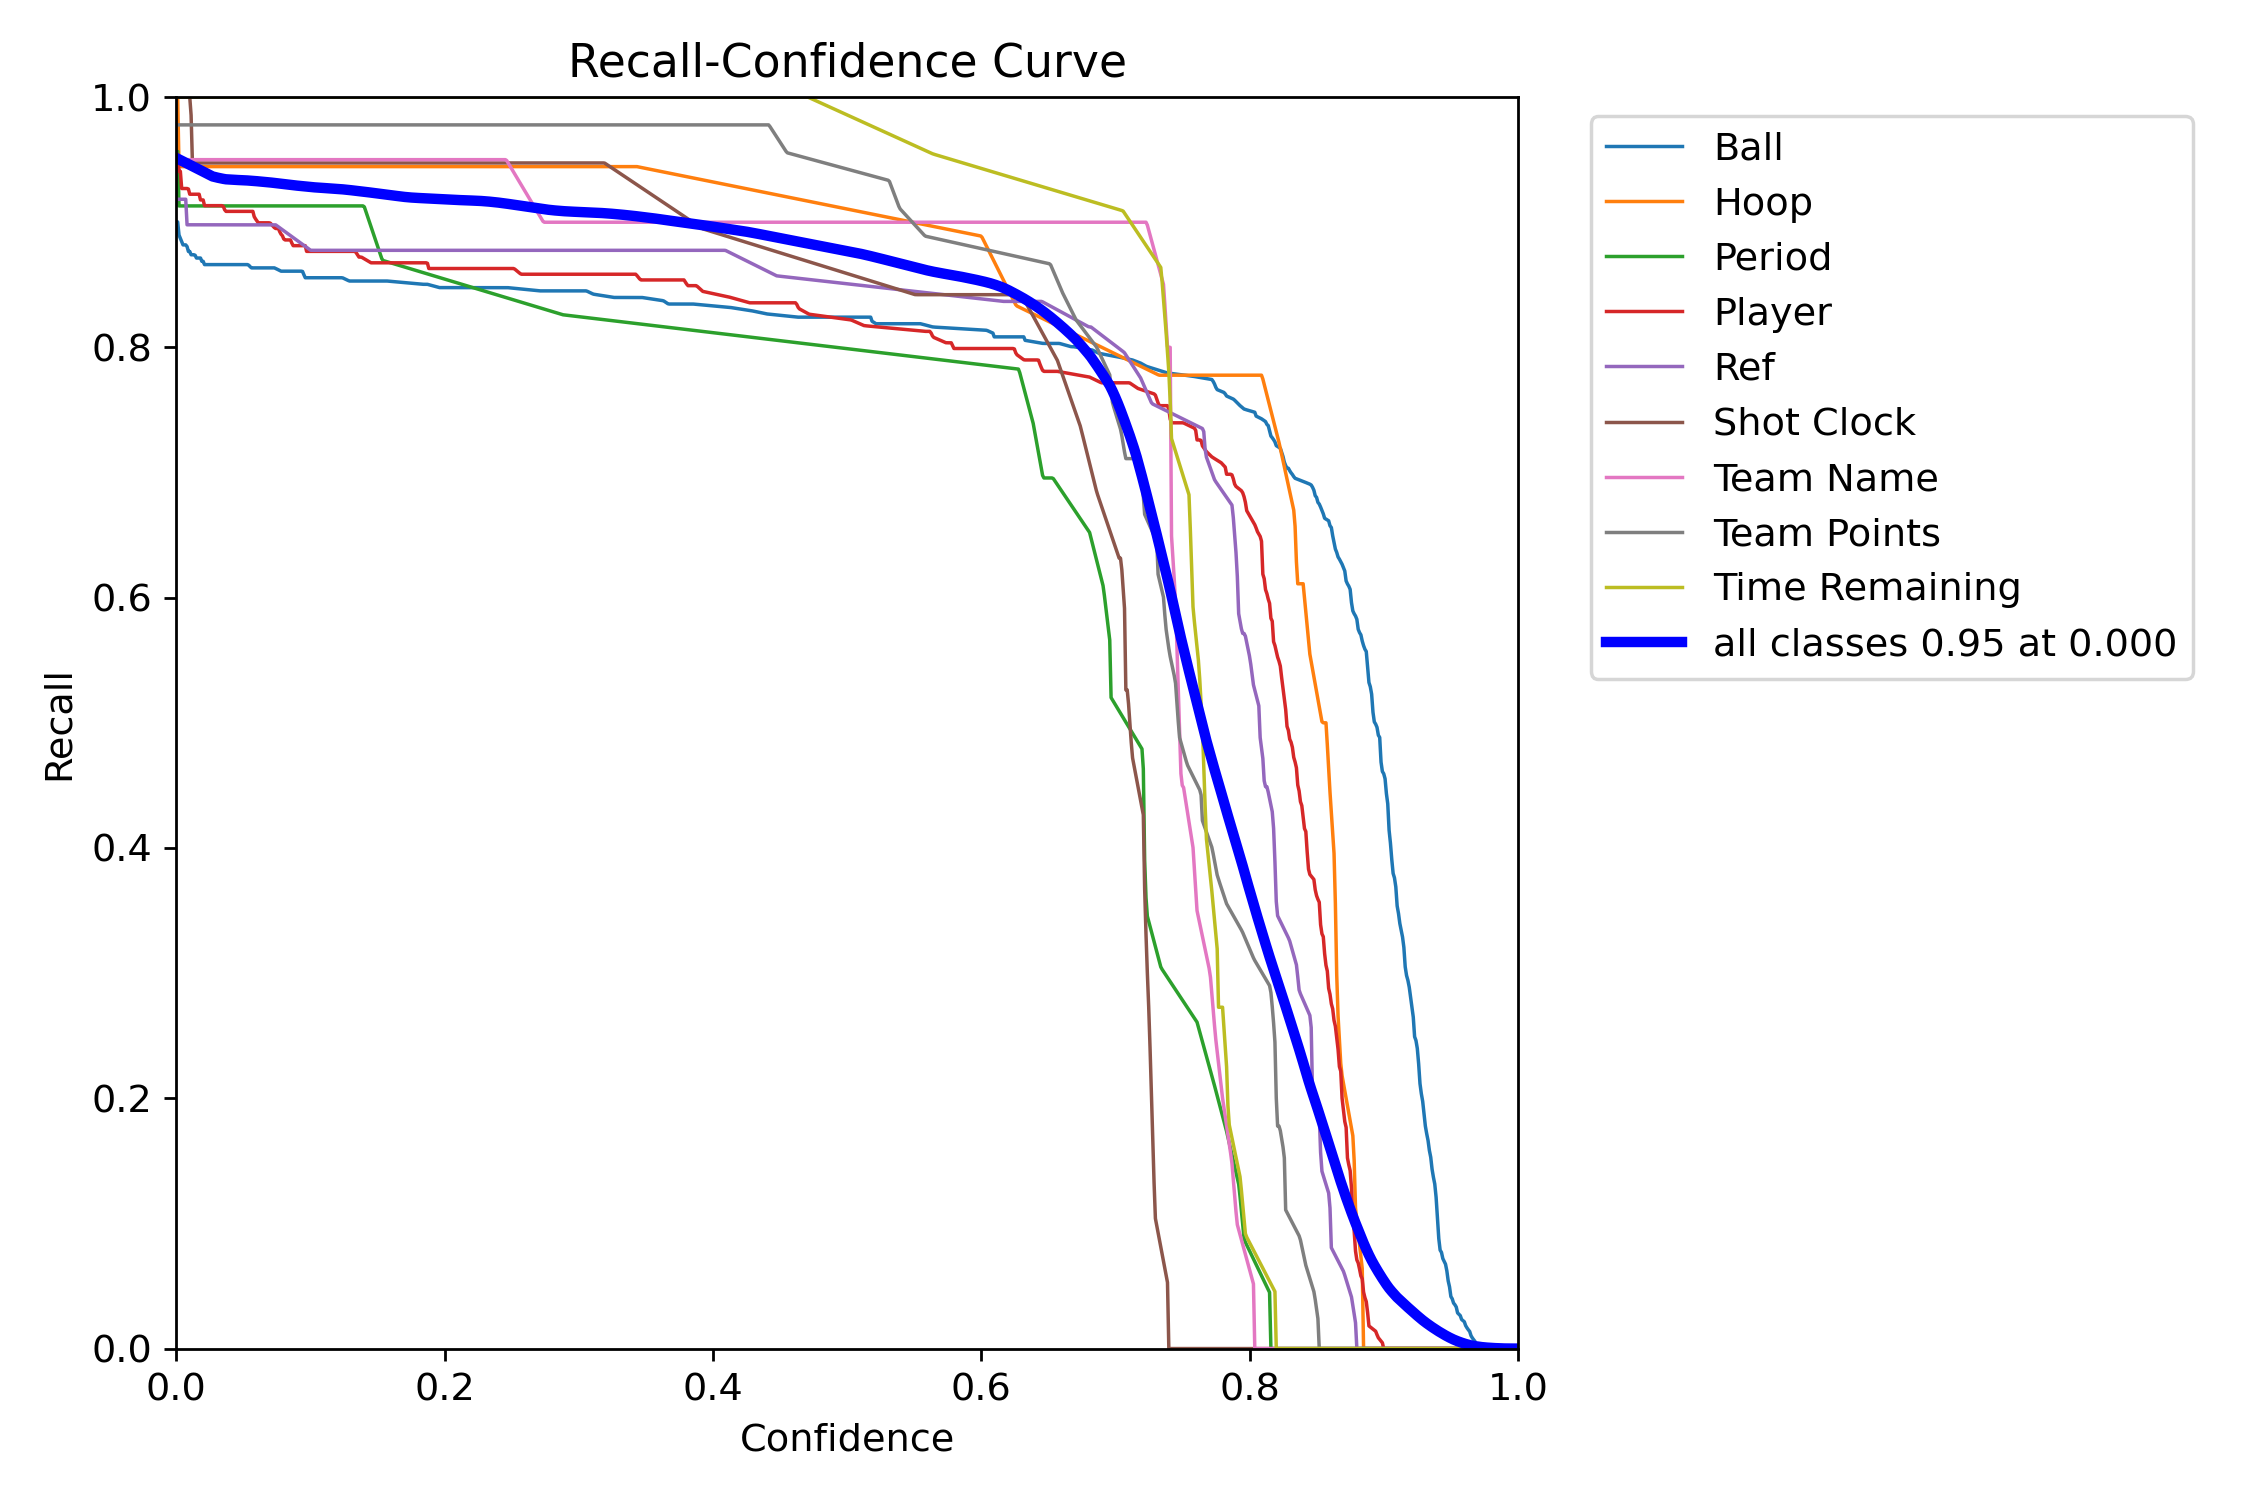 Recall-Confidence Curve
1.0
0.8
0.6
0.4
0.2
0.0
Recall
0.0 0.2 0.4 0.6 0.8 1.0
Confidence
Ball
Hoop
Period
Player
Ref
Shot Clock
Team Name
Team Points
Time Remaining
all classes 0.95 at 0.000